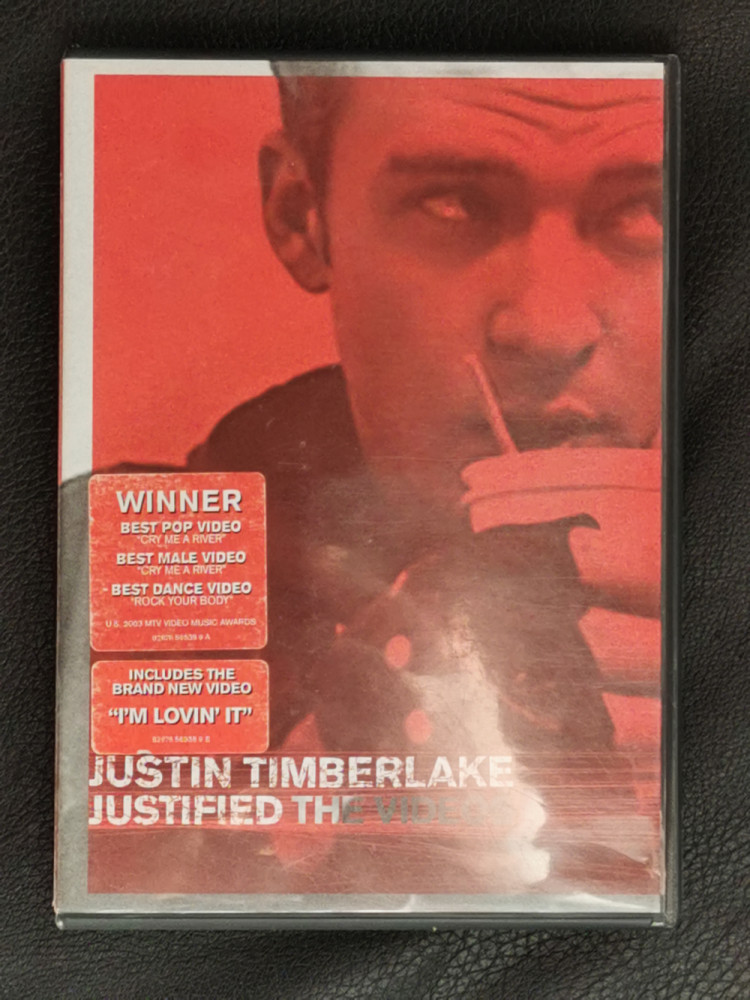 WINNER
BEST POP VIDEO
"CRY ME A RIVER"
BEST MALE VIDEO
"CRY ME A RIVER"
- BEST DANCE VIDEO
"ROCK YOUR BODY"
U.S. 2003 MTV VIDEO MUSIC AWARDS
INCLUDES THE
BRAND NEW VIDEO
"I'M LOVIN' IT"
JUSTIN TIMBERLAKE
JUSTIFIED THE